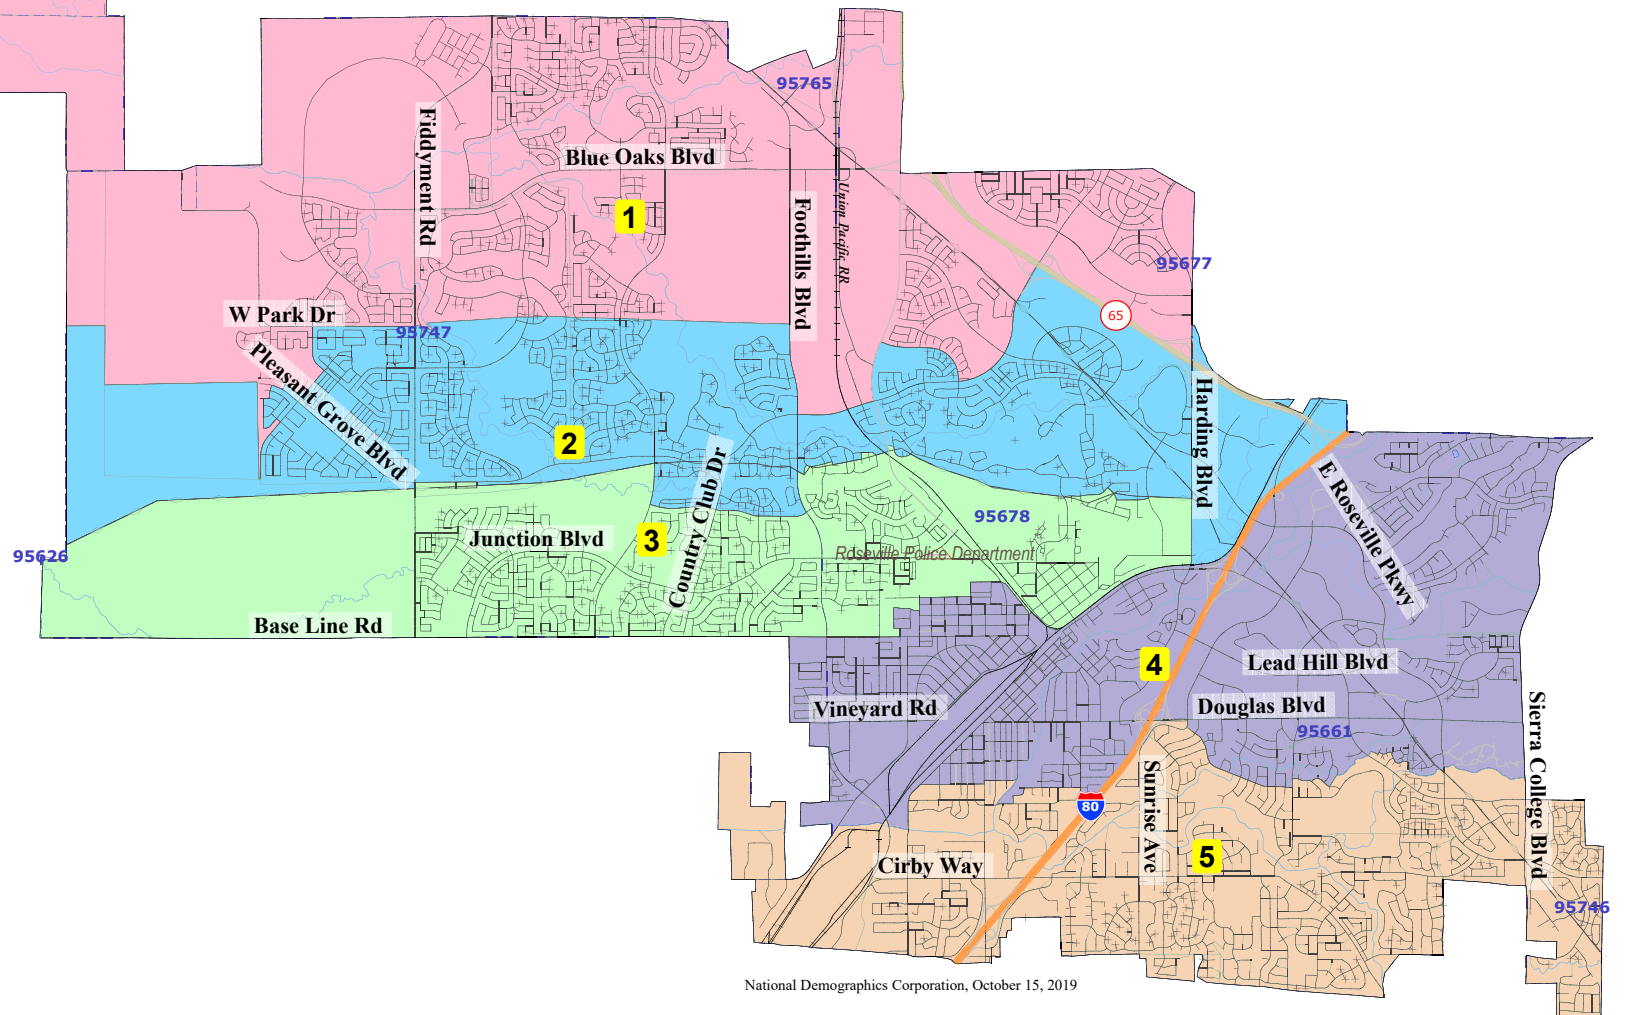 95765
Fiddyment Rd
Blue Oaks Blvd
1
Foothills Blvd
Union Pacific RR
95677
W Park Dr
65
95747
Pleasant Grove Blvd
2
Harding Blvd
Country Club Dr
E Roseville Pkwy
95678
Junction Blvd
3
Roseville Police Department
95626
Base Line Rd
4
Lead Hill Blvd
Vineyard Rd
Douglas Blvd
95661
Sierra College Blvd
Sunrise Ave
80
5
Cirby Way
95746
National Demographics Corporation, October 15, 2019